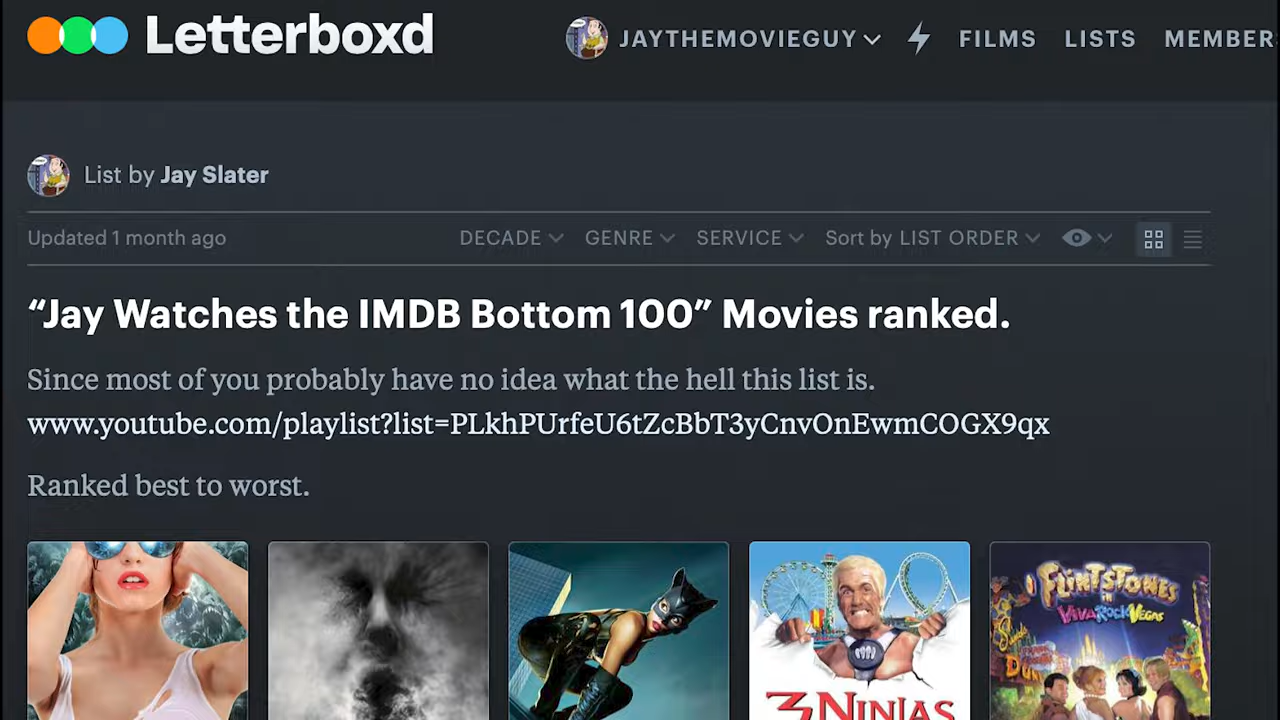 Letterboxd
JAYTHEMOVIEGUY
FILMS
LISTS
MEMBER
List by Jay Slater
Updated 1 month ago
DECADE
GENRE
SERVICE
Sort by LIST ORDER
“Jay Watches the IMDB Bottom 100” Movies ranked.
Since most of you probably have no idea what the hell this list is.
www.youtube.com/playlist?list=PLkhPUrfeU6tZcBbT3yCnvOnEwmCOGX9qx
Ranked best to worst.
3 NINJAS
FLINTSTONES
IN
VIVA ROCK VEGAS